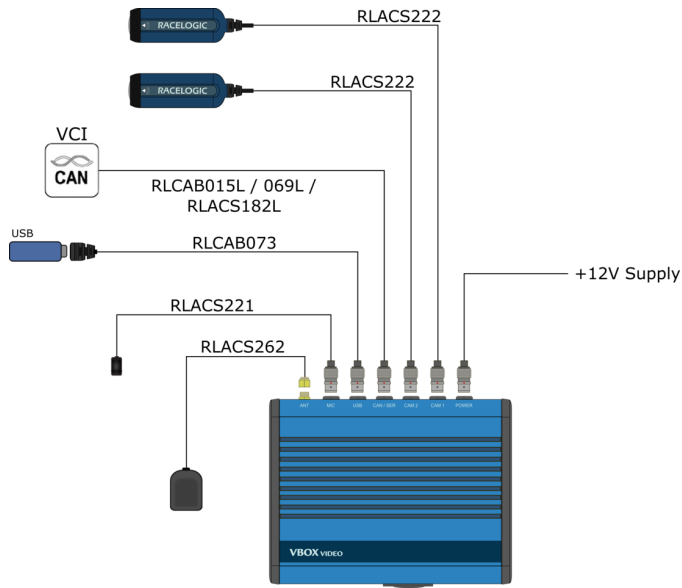 RLACS222
RACELOGIC
RLACS222
RACELOGIC
VCI
CAN
RLCAB015L / 069L /
RLACS182L
USB
RLCAB073
+12V Supply
RLACS221
RLACS262
ANT MIC USB CAN / SER CAM 2 CAM 1 POWER
VBOX VIDEO